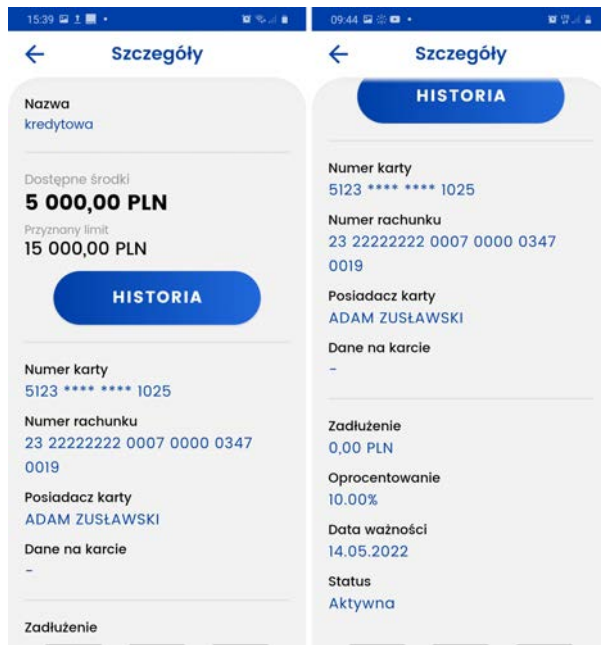 15:39
Szczegóły
Nazwa
kredytowa
Dostępne środki
5 000,00 PLN
Przyznany limit
15 000,00 PLN
HISTORIA
Numer karty
5123 **** **** 1025
Numer rachunku
23 22222222 0007 0000 0347
0019
Posiadacz karty
ADAM ZUSŁAWSKI
Dane na karcie
-
Zadłużenie
09:44
Szczegóły
HISTORIA
Numer karty
5123 **** **** 1025
Numer rachunku
23 22222222 0007 0000 0347
0019
Posiadacz karty
ADAM ZUSŁAWSKI
Dane na karcie
-
Zadłużenie
0,00 PLN
Oprocentowanie
10.00%
Data ważności
14.05.2022
Status
Aktywna